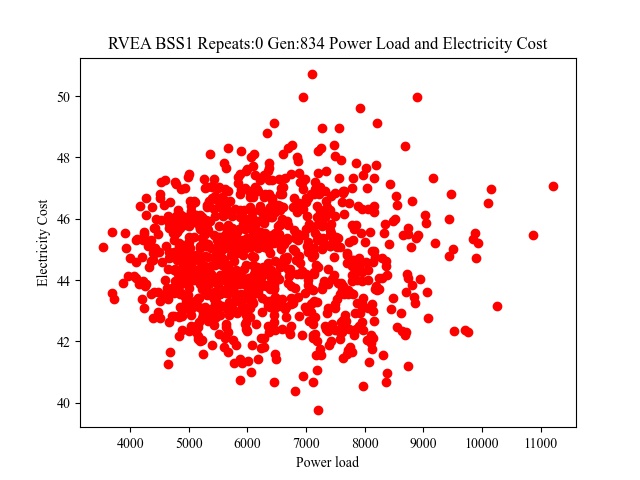 RVEA BSS1 Repeats:0 Gen:834 Power Load and Electricity Cost
50
48
46
44
42
40
Electricity Cost
4000 5000 6000 7000 8000 9000 10000 11000
Power load